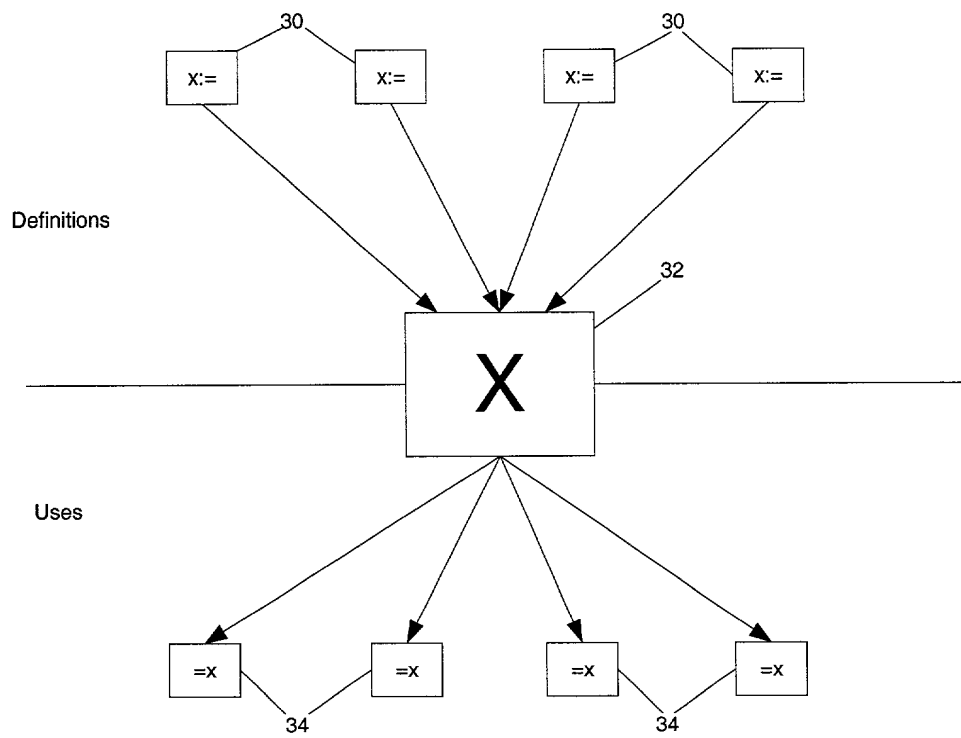 30 30
x:= x:= x:= x:=
Definitions
32
X
Uses
=x =x =x =x
34 34